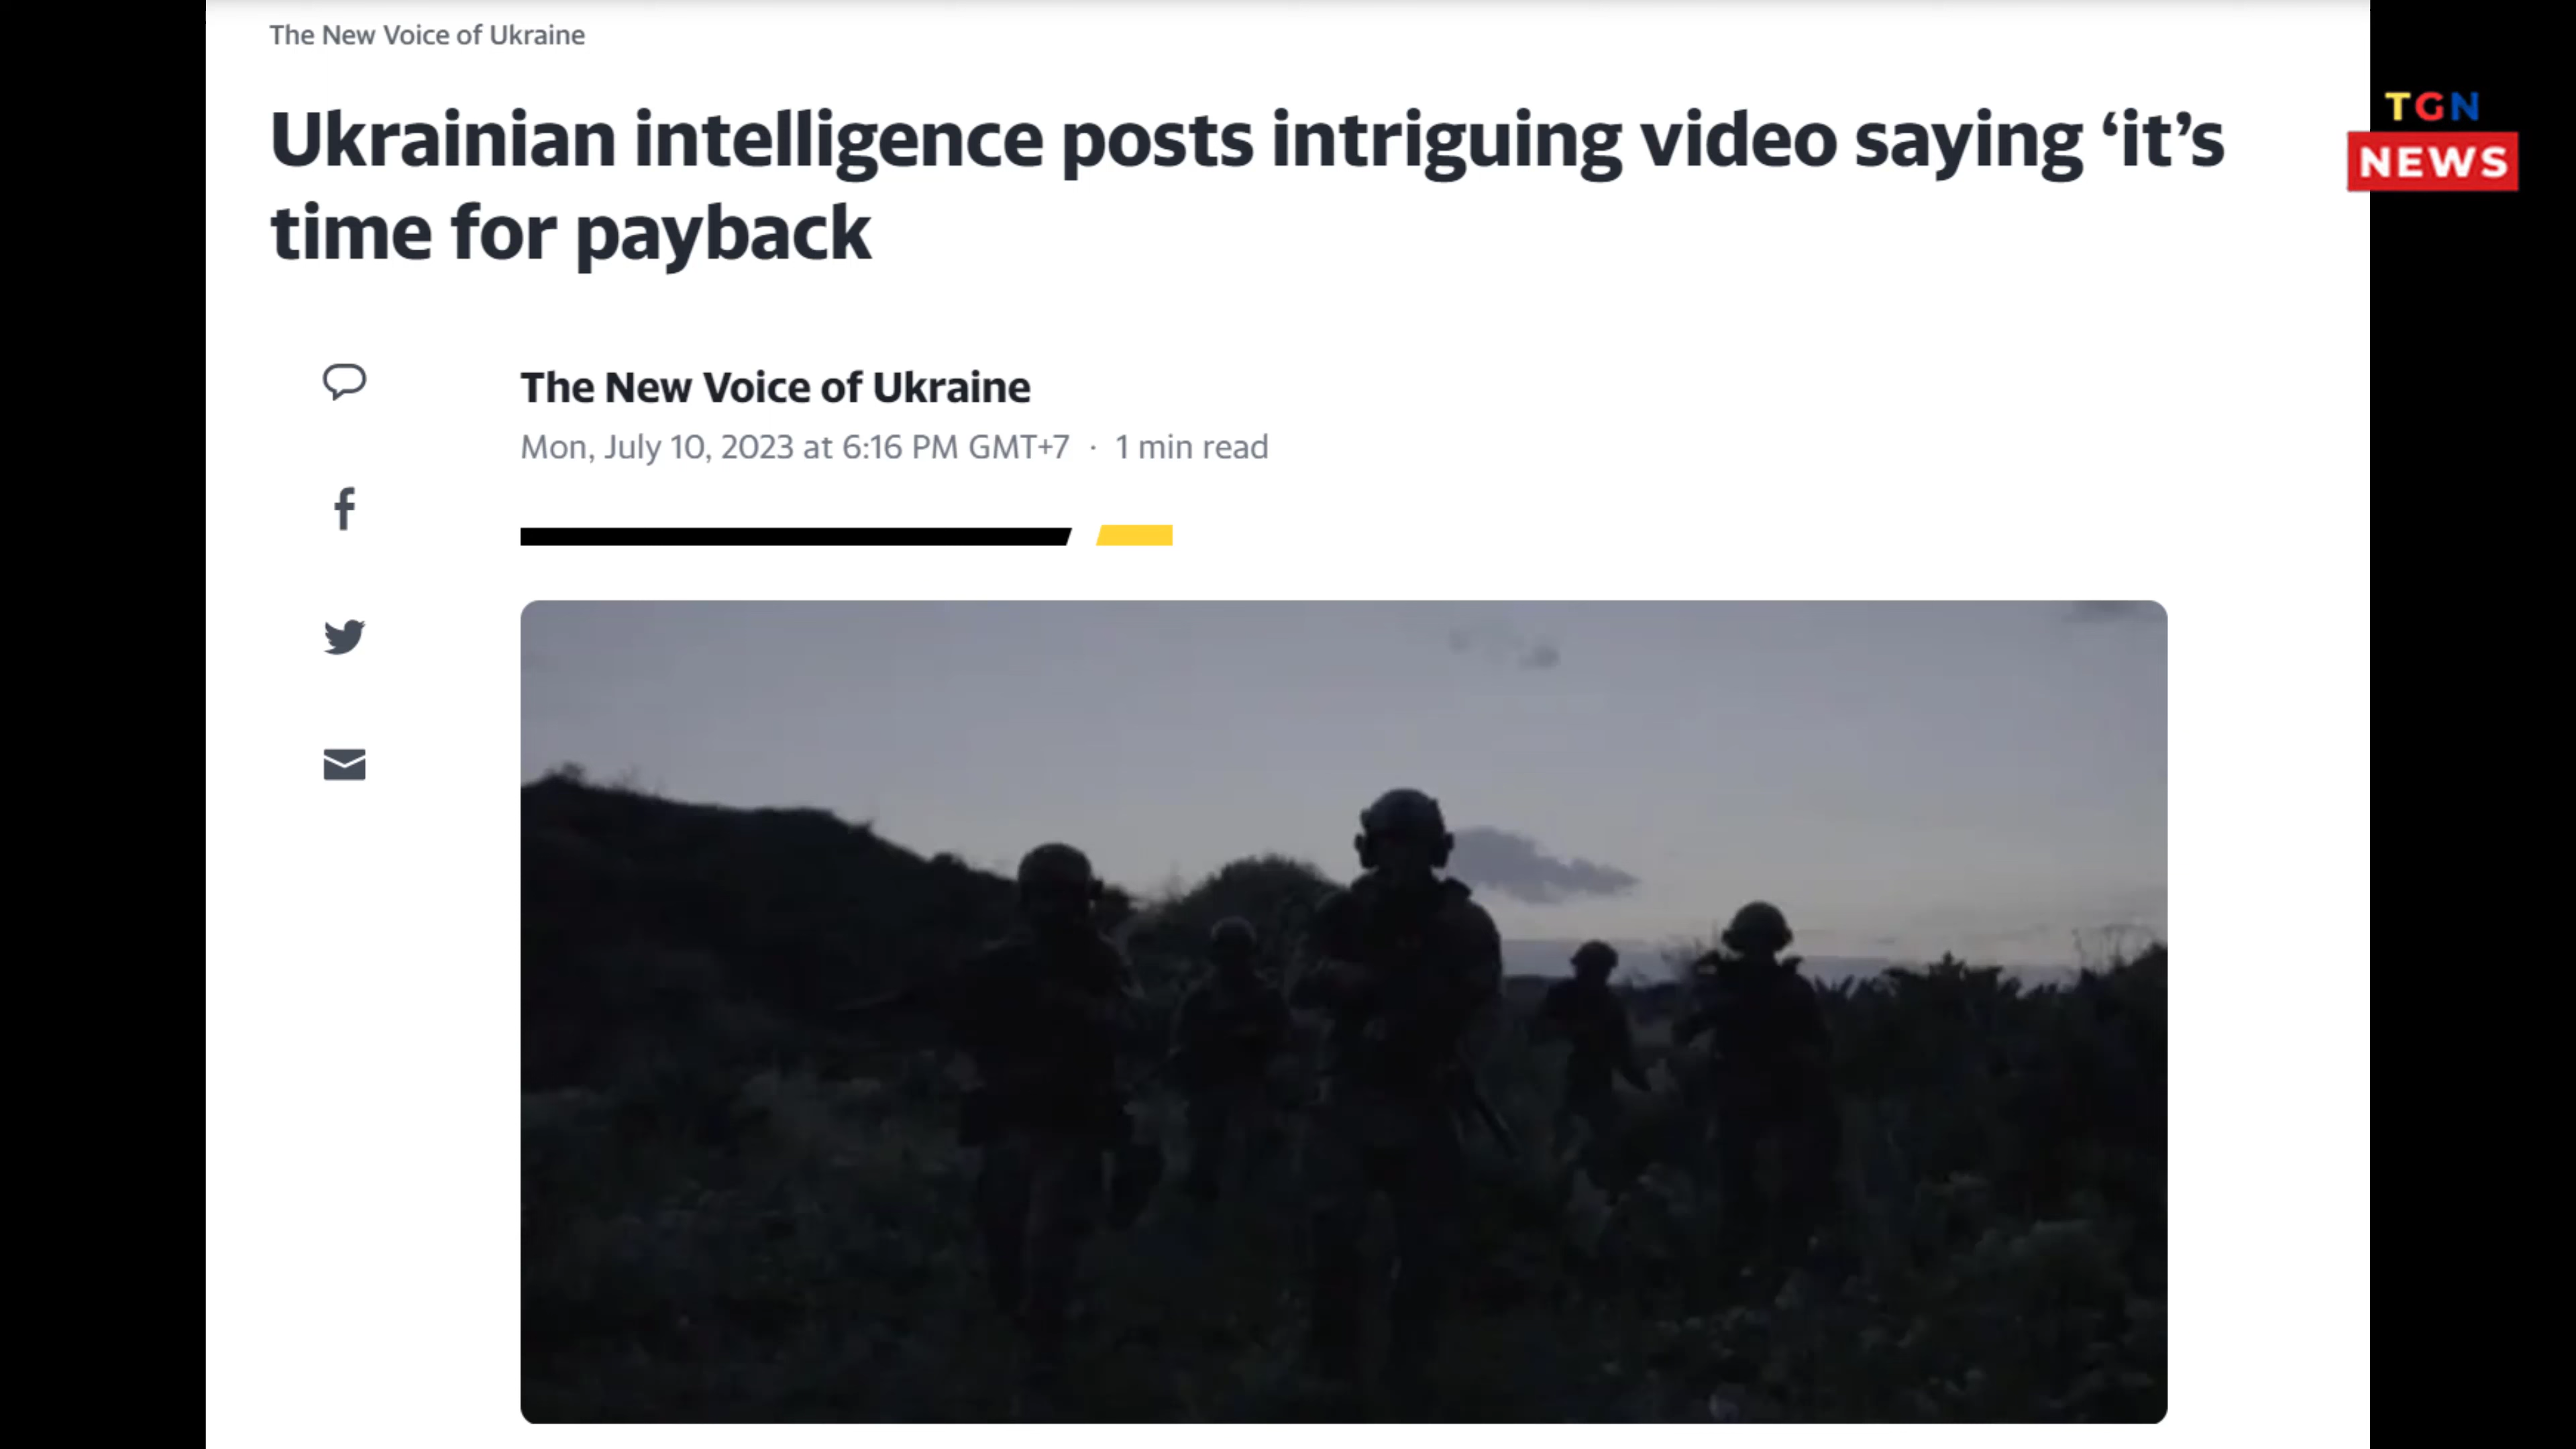 The New Voice of Ukraine
Ukrainian intelligence posts intriguing video saying ‘it’s
time for payback
TGN
NEWS
The New Voice of Ukraine
Mon, July 10, 2023 at 6:16 PM GMT+7 · 1 min read